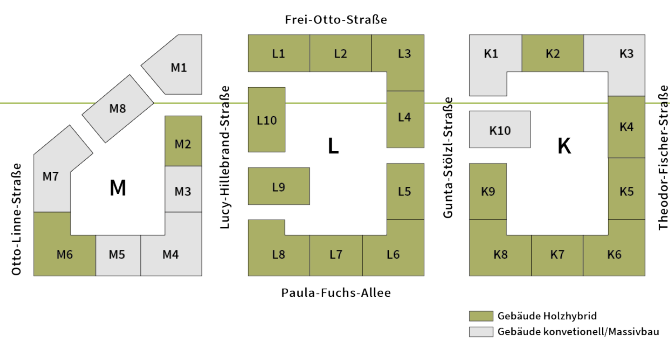 Frei-Otto-Straße
M1
M8
M2
M7
M3
M
M6
M5
M4
Otto-Linne-Straße
Lucy-Hillebrand-Straße
L1
L2
L3
L10
L4
L
L9
L5
L8
L7
L6
Gunta-Stölzl-Straße
K1
K2
K3
K10
K4
K
K9
K5
K8
K7
K6
Theodor-Fischer-Straße
Paula-Fuchs-Allee
Gebäude Holzhybrid
Gebäude konvetionell/Massivbau